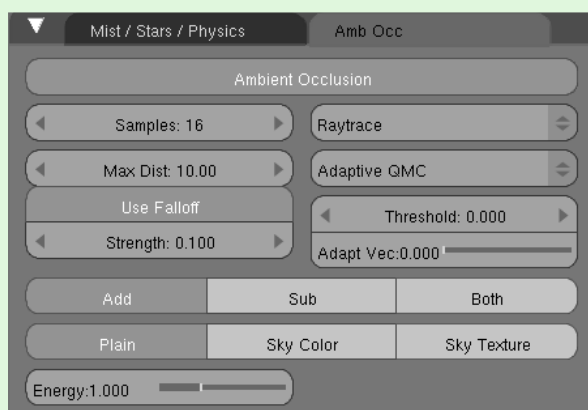 Mist / Stars / Physics Amb Occ
Ambient Occlusion
Samples: 16 Raytrace
Max Dist: 10.00 Adaptive QMC
Use Falloff Threshold: 0.000
Strength: 0.100 Adapt Vec:0.000
Add Sub Both
Plain Sky Color Sky Texture
Energy:1.000